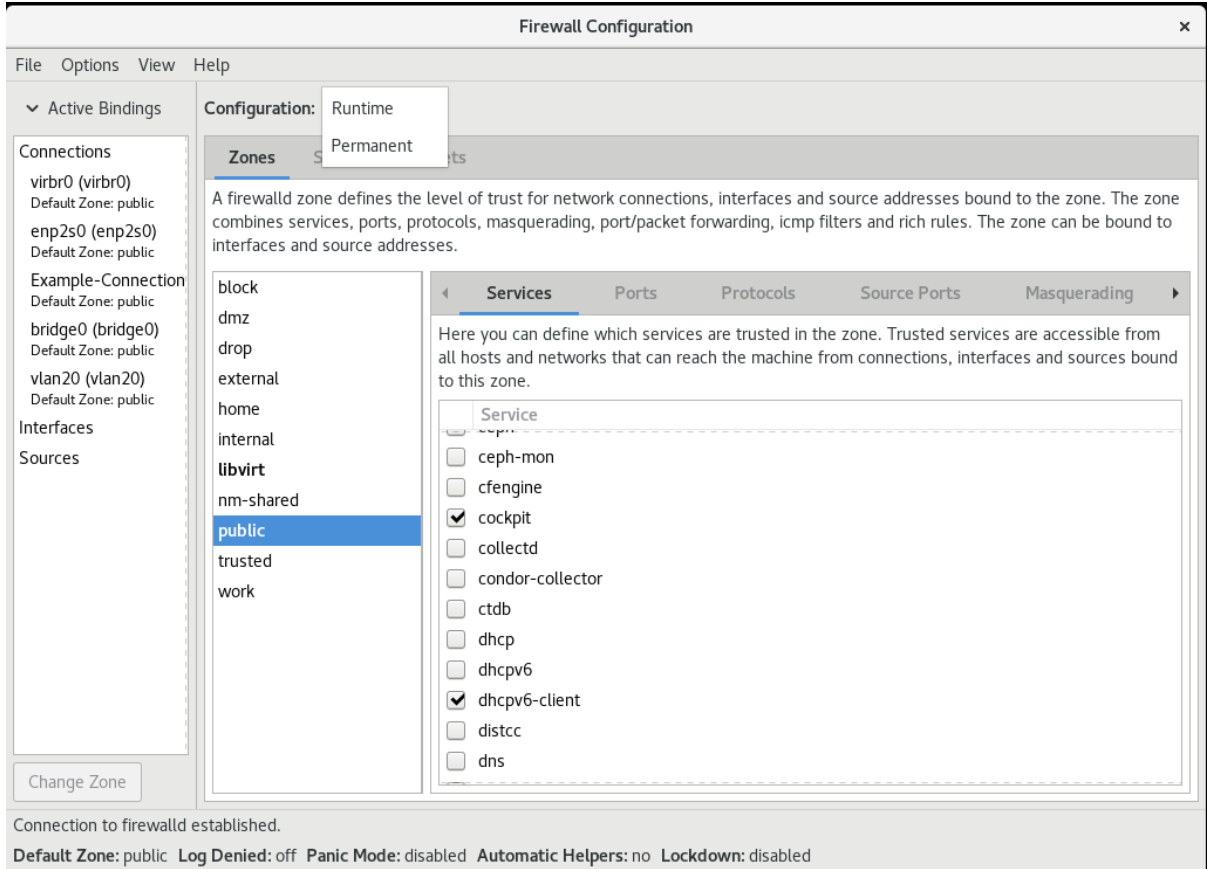 Firewall Configuration
File Options View Help
Active Bindings
Configuration:
Runtime
Permanent
Connections
virbr0 (virbr0)
Default Zone: public
enp2s0 (enp2s0)
Default Zone: public
Example-Connection
Default Zone: public
bridge0 (bridge0)
Default Zone: public
vlan20 (vlan20)
Default Zone: public
Interfaces
Sources
Change Zone
Zones
A firewalld zone defines the level of trust for network connections, interfaces and source addresses bound to the zone. The zone
combines services, ports, protocols, masquerading, port/packet forwarding, icmp filters and rich rules. The zone can be bound to
interfaces and source addresses.
block
dmz
drop
external
home
internal
libvirt
nm-shared
public
trusted
work
Services Ports Protocols Source Ports Masquerading
Here you can define which services are trusted in the zone. Trusted services are accessible from
all hosts and networks that can reach the machine from connections, interfaces and sources bound
to this zone.
Service
ceph-mon
cfengine
cockpit
collectd
condor-collector
ctdb
dhcp
dhcpv6
dhcpv6-client
distcc
dns
Connection to firewalld established.
Default Zone: public Log Denied: off Panic Mode: disabled Automatic Helpers: no Lockdown: disabled